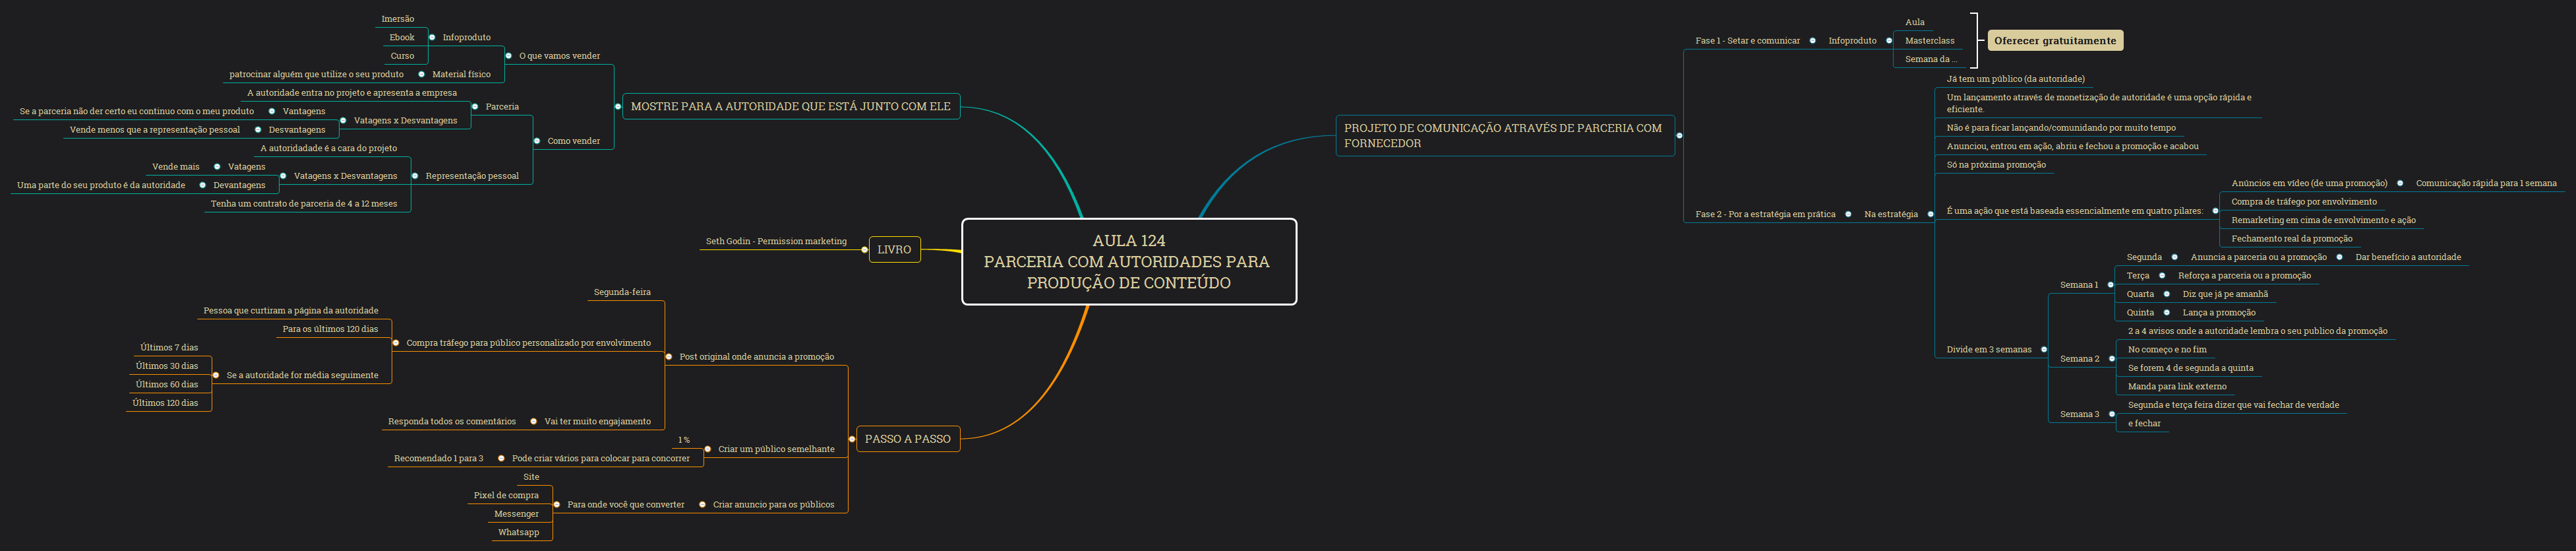 AULA 124
PARCERIA COM AUTORIDADES PARA
PRODUÇÃO DE CONTEÚDO
PROJETO DE COMUNICAÇÃO ATRAVÉS DE PARCERIA COM
FORNECEDOR
Fase 1 - Setar e comunicar
Infoproduto
Aula
Masterclass
Semana da ...
Oferecer gratuitamente
Fase 2 - Por a estratégia em prática
Na estratégia
Já tem um público (da autoridade)
Um lançamento através de monetização de autoridade é uma opção rápida e
eficiente.
Não é para ficar lançando/comunidando por muito tempo
Anunciou, entrou em ação, abriu e fechou a promoção e acabou
Só na próxima promoção
É uma ação que está baseada essencialmente em quatro pilares:
Anúncios em vídeo (de uma promoção)
Comunicação rápida para 1 semana
Compra de tráfego por envolvimento
Remarketing em cima de envolvimento e ação
Fechamento real da promoção
Divide em 3 semanas
Semana 1
Segunda
Anuncia a parceria ou a promoção
Dar benefício a autoridade
Terça
Reforça a parceria ou a promoção
Quarta
Diz que já pe amanhã
Quinta
Lança a promoção
Semana 2
2 a 4 avisos onde a autoridade lembra o seu publico da promoção
No começo e no fim
Se forem 4 de segunda a quinta
Manda para link externo
Semana 3
Segunda e terça feira dizer que vai fechar de verdade
e fechar
MOSTRE PARA A AUTORIDADE QUE ESTÁ JUNTO COM ELE
O que vamos vender
Infoproduto
Imersão
Ebook
Curso
Material físico
patrocinar alguém que utilize o seu produto
Como vender
Parceria
A autoridade entra no projeto e apresenta a empresa
Vatagens x Desvantagens
Vantagens
Se a parceria não der certo eu continuo com o meu produto
Desvantagens
Vende menos que a representação pessoal
Representação pessoal
A autoridadade é a cara do projeto
Vatagens x Desvantagens
Vatagens
Vende mais
Devantagens
Uma parte do seu produto é da autoridade
Tenha um contrato de parceria de 4 a 12 meses
LIVRO
Seth Godin - Permission marketing
PASSO A PASSO
Post original onde anuncia a promoção
Segunda-feira
Compra tráfego para público personalizado por envolvimento
Pessoa que curtiram a página da autoridade
Para os últimos 120 dias
Se a autoridade for média seguimente
Últimos 7 dias
Últimos 30 dias
Últimos 60 dias
Últimos 120 dias
Vai ter muito engajamento
Responda todos os comentários
Criar um público semelhante
1 %
Pode criar vários para colocar para concorrer
Recomendado 1 para 3
Criar anuncio para os públicos
Para onde você que converter
Site
Pixel de compra
Messenger
Whatsapp